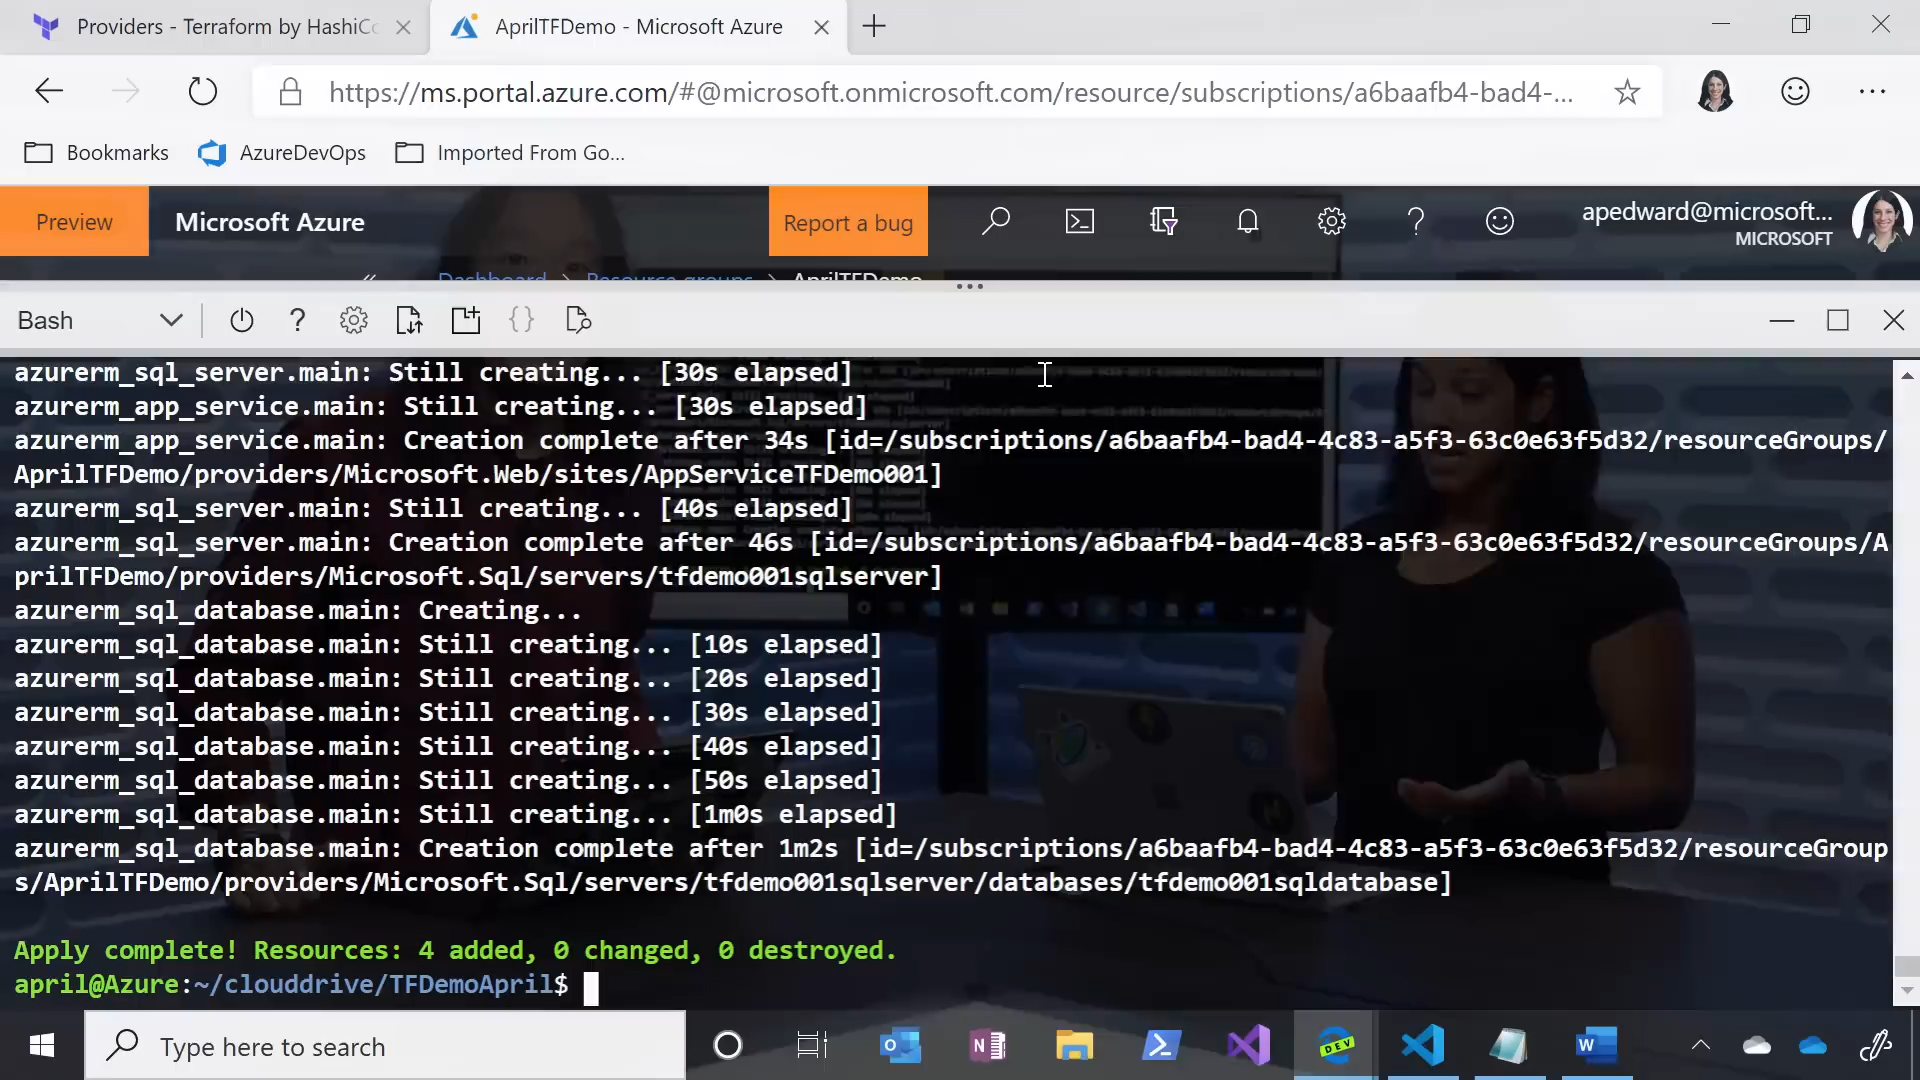 Providers - Terraform by HashiCo
AprilTFDemo - Microsoft Azure
https://ms.portal.azure.com/#@microsoft.onmicrosoft.com/resource/subscriptions/a6baafb4-bad4-...
Bookmarks
AzureDevOps
Imported From Go...
Preview
Microsoft Azure
Report a bug
apedward@microsoft...
MICROSOFT
Dashboard > Resource groups > AprilTFDemo
Bash
azurerm_sql_server.main: Still creating... [30s elapsed]
azurerm_app_service.main: Still creating... [30s elapsed]
azurerm_app_service.main: Creation complete after 34s [id=/subscriptions/a6baafb4-bad4-4c83-a5f3-63c0e63f5d32/resourceGroups/
AprilTFDemo/providers/Microsoft.Web/sites/AppServiceTFDemo001]
azurerm_sql_server.main: Still creating... [40s elapsed]
azurerm_sql_server.main: Creation complete after 46s [id=/subscriptions/a6baafb4-bad4-4c83-a5f3-63c0e63f5d32/resourceGroups/A
prilTFDemo/providers/Microsoft.Sql/servers/tfdemo001sqlserver]
azurerm_sql_database.main: Creating...
azurerm_sql_database.main: Still creating... [10s elapsed]
azurerm_sql_database.main: Still creating... [20s elapsed]
azurerm_sql_database.main: Still creating... [30s elapsed]
azurerm_sql_database.main: Still creating... [40s elapsed]
azurerm_sql_database.main: Still creating... [50s elapsed]
azurerm_sql_database.main: Still creating... [1m0s elapsed]
azurerm_sql_database.main: Creation complete after 1m2s [id=/subscriptions/a6baafb4-bad4-4c83-a5f3-63c0e63f5d32/resourceGroup
s/AprilTFDemo/providers/Microsoft.Sql/servers/tfdemo001sqlserver/databases/tfdemo001sqldatabase]
Apply complete! Resources: 4 added, 0 changed, 0 destroyed.
april@Azure:~/clouddrive/TFDemoApril$
Type here to search
DEV